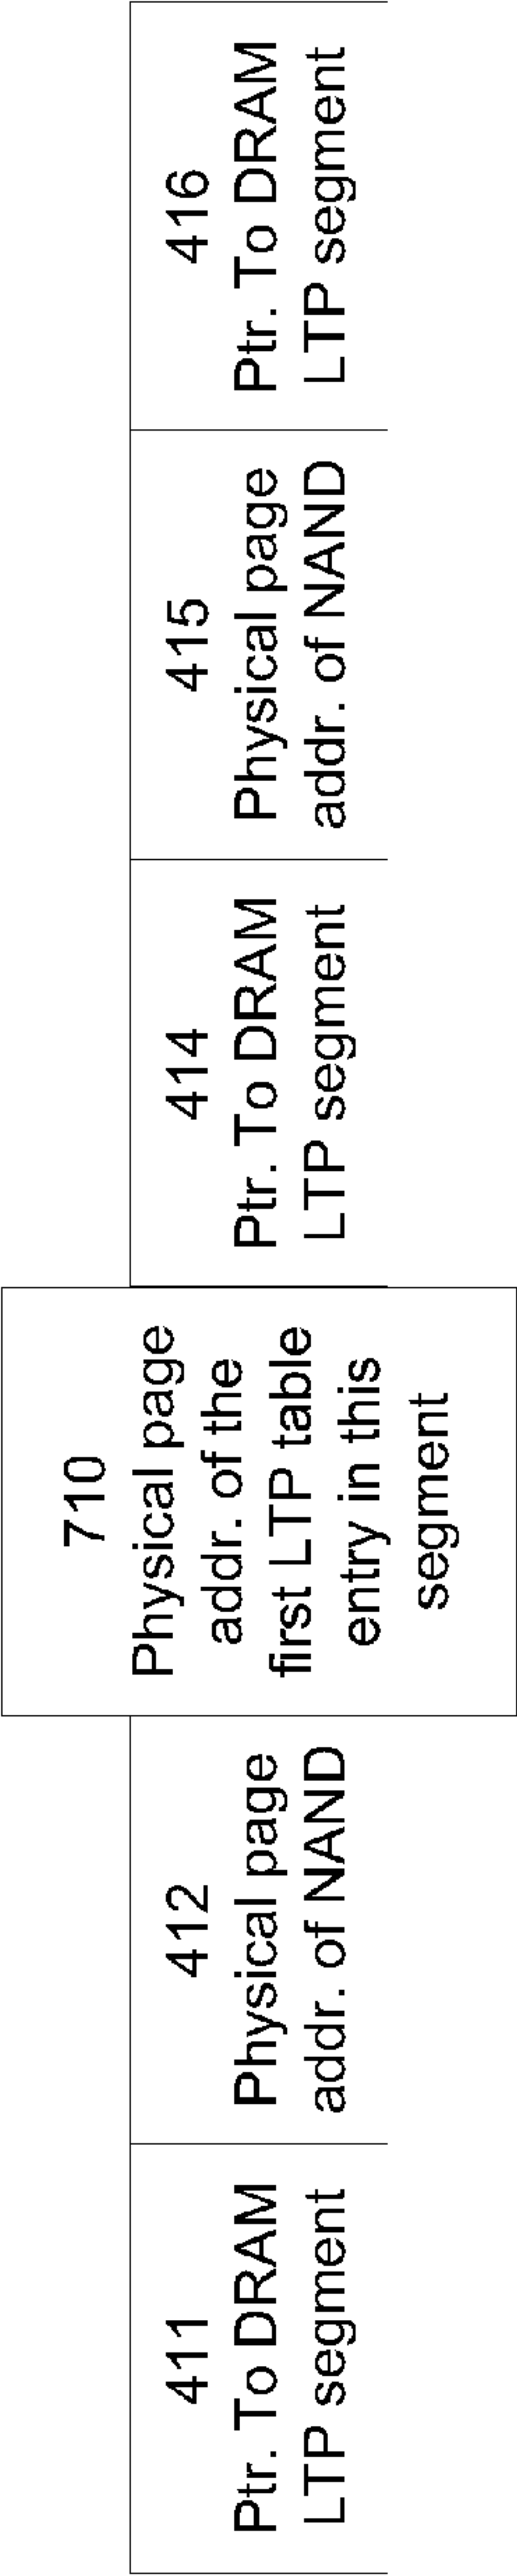 411
Ptr. To DRAM
LTP segment
412
Physical page
addr. of NAND
710
Physical page
addr. of the
first LTP table
entry in this
segment
414
Ptr. To DRAM
LTP segment
415
Physical page
addr. of NAND
416
Ptr. To DRAM
LTP segment